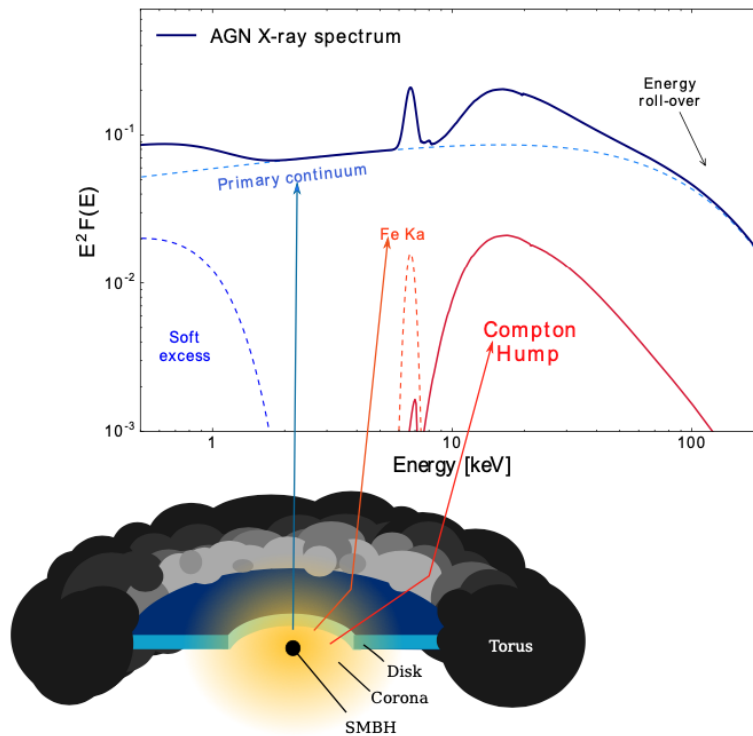 AGN X-ray spectrum
Energy
roll-over
10^-1
10^-2
10^-3
E^2 F(E)
Primary continuum
Fe Ka
Soft
excess
Compton
Hump
1
10
100
Energy [keV]
Torus
Disk
Corona
SMBH